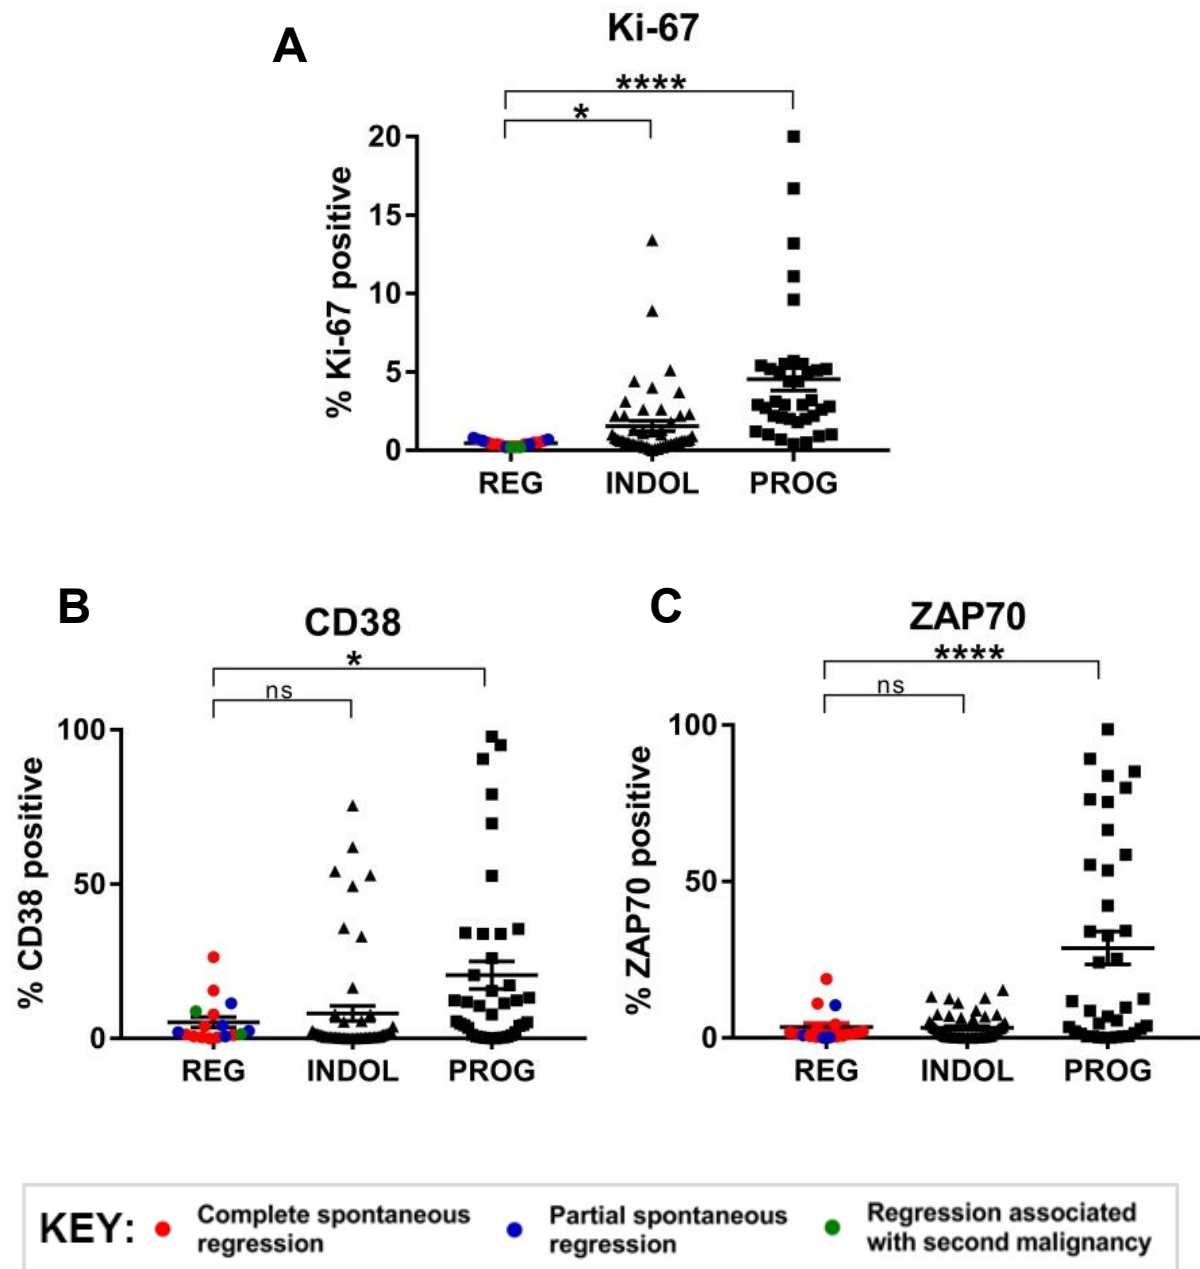 A
Ki-67
****
*
% Ki-67 positive
20
15
10
5
0
REG INDOL PROG
B
CD38
*
ns
% CD38 positive
100
50
0
REG INDOL PROG
C
ZAP70
****
ns
% ZAP70 positive
100
50
0
REG INDOL PROG
KEY:
Complete spontaneous
regression
Partial spontaneous
regression
Regression associated
with second malignancy